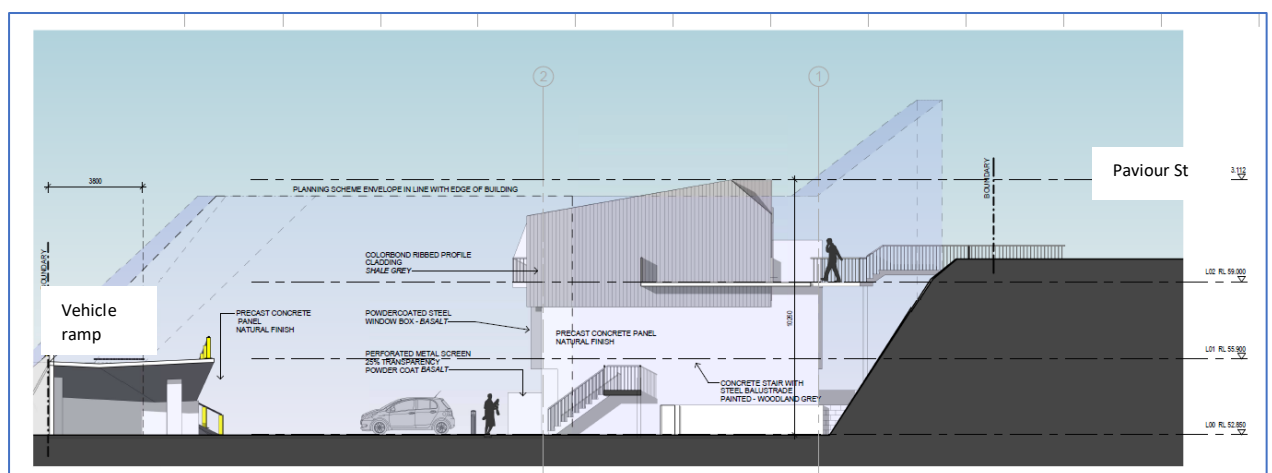 2
1
3800
PLANNING SCHEME ENVELOPE IN LINE WITH EDGE OF BUILDING
BOUNDARY
Paviour St
3.112
OUNDARY
COLORBOND RIBBED PROFILE
CLADDING
SHALE GREY
L02 RL 59.000
Vehicle
ramp
PRECAST CONCRETE
PANEL
NATURAL FINISH
POWDERCOATED STEEL
WINDOW BOX - BASALT
PRECAST CONCRETE PANEL
NATURAL FINISH
10260
PERFORATED METAL SCREEN
25% TRANSPARENCY
POWDER COAT BASALT
L01 RL 55.900
CONCRETE STAIR WITH
STEEL BALUSTRADE
PAINTED - WOODLAND GREY
L00 RL 52.850